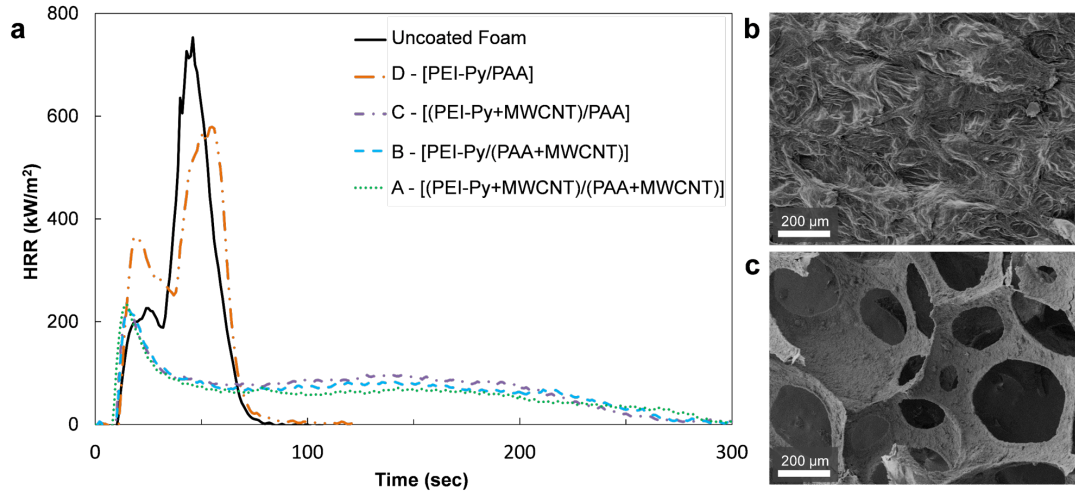 a
800
600
400
200
0
HRR (kW/m²)
0
100
200
300
Time (sec)
Uncoated Foam
D - [PEI-Py/PAA]
C - [(PEI-Py+MWCNT)/PAA]
B - [PEI-Py/(PAA+MWCNT)]
A - [(PEI-Py+MWCNT)/(PAA+MWCNT)]
b
200 µm
c
200 µm